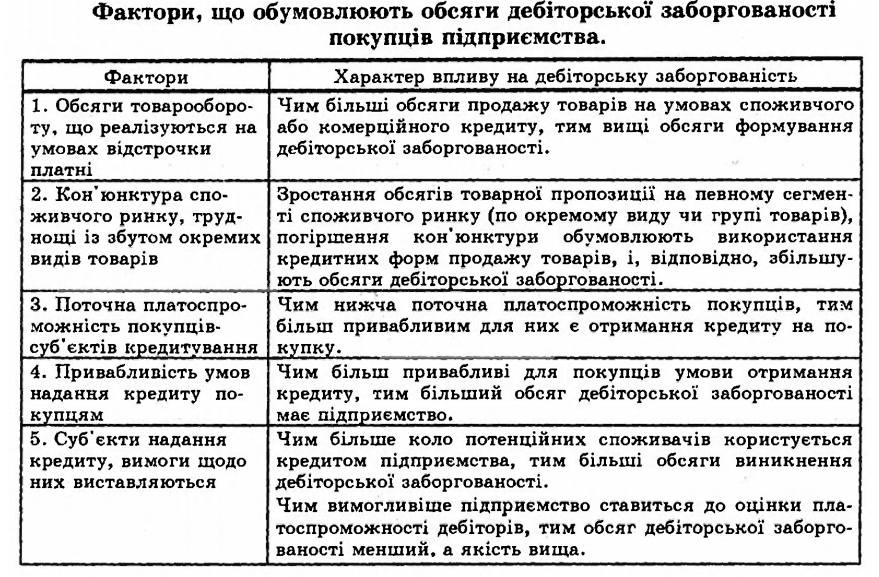 Фактори, що обумовлюють обсяги дебіторської заборгованості
покупців підприємства.
Фактори
Характер впливу на дебіторську заборгованість
1. Обсяги товарооборо-
ту, що реалізуються на
умовах відстрочки
платні
Чим більші обсяги продажу товарів на умовах споживчого
або комерційного кредиту, тим вищі обсяги формування
дебіторської заборгованості.
2. Кон'юнктура спо-
живчого ринку, труд-
нощі із збутом окремих
видів товарів
Зростання обсягів товарної пропозиції на певному сегмен-
ті споживчого ринку (по окремому виду чи групі товарів),
погіршення кон'юнктури обумовлюють використання
кредитних форм продажу товарів, і, відповідно, збільшу-
ють обсяги дебіторської заборгованості.
3. Поточна платоспро-
можність покупців-
суб'єктів кредитування
Чим нижча поточна платоспроможність покупців, тим
більш привабливим для них є отримання кредиту на по-
купку.
4. Привабливість умов
надання кредиту по-
купцям
Чим більш привабливі для покупців умови отримання
кредиту, тим більший обсяг дебіторської заборгованості
має підприємство.
5. Суб'єкти надання
кредиту, вимоги щодо
них виставляються
Чим більше коло потенційних споживачів користується
кредитом підприємства, тим більші обсяги виникнення
дебіторської заборгованості.
Чим вимогливіше підприємство ставиться до оцінки пла-
тоспроможності дебіторів, тим обсяг дебіторської заборго-
ваності менший, а якість вища.